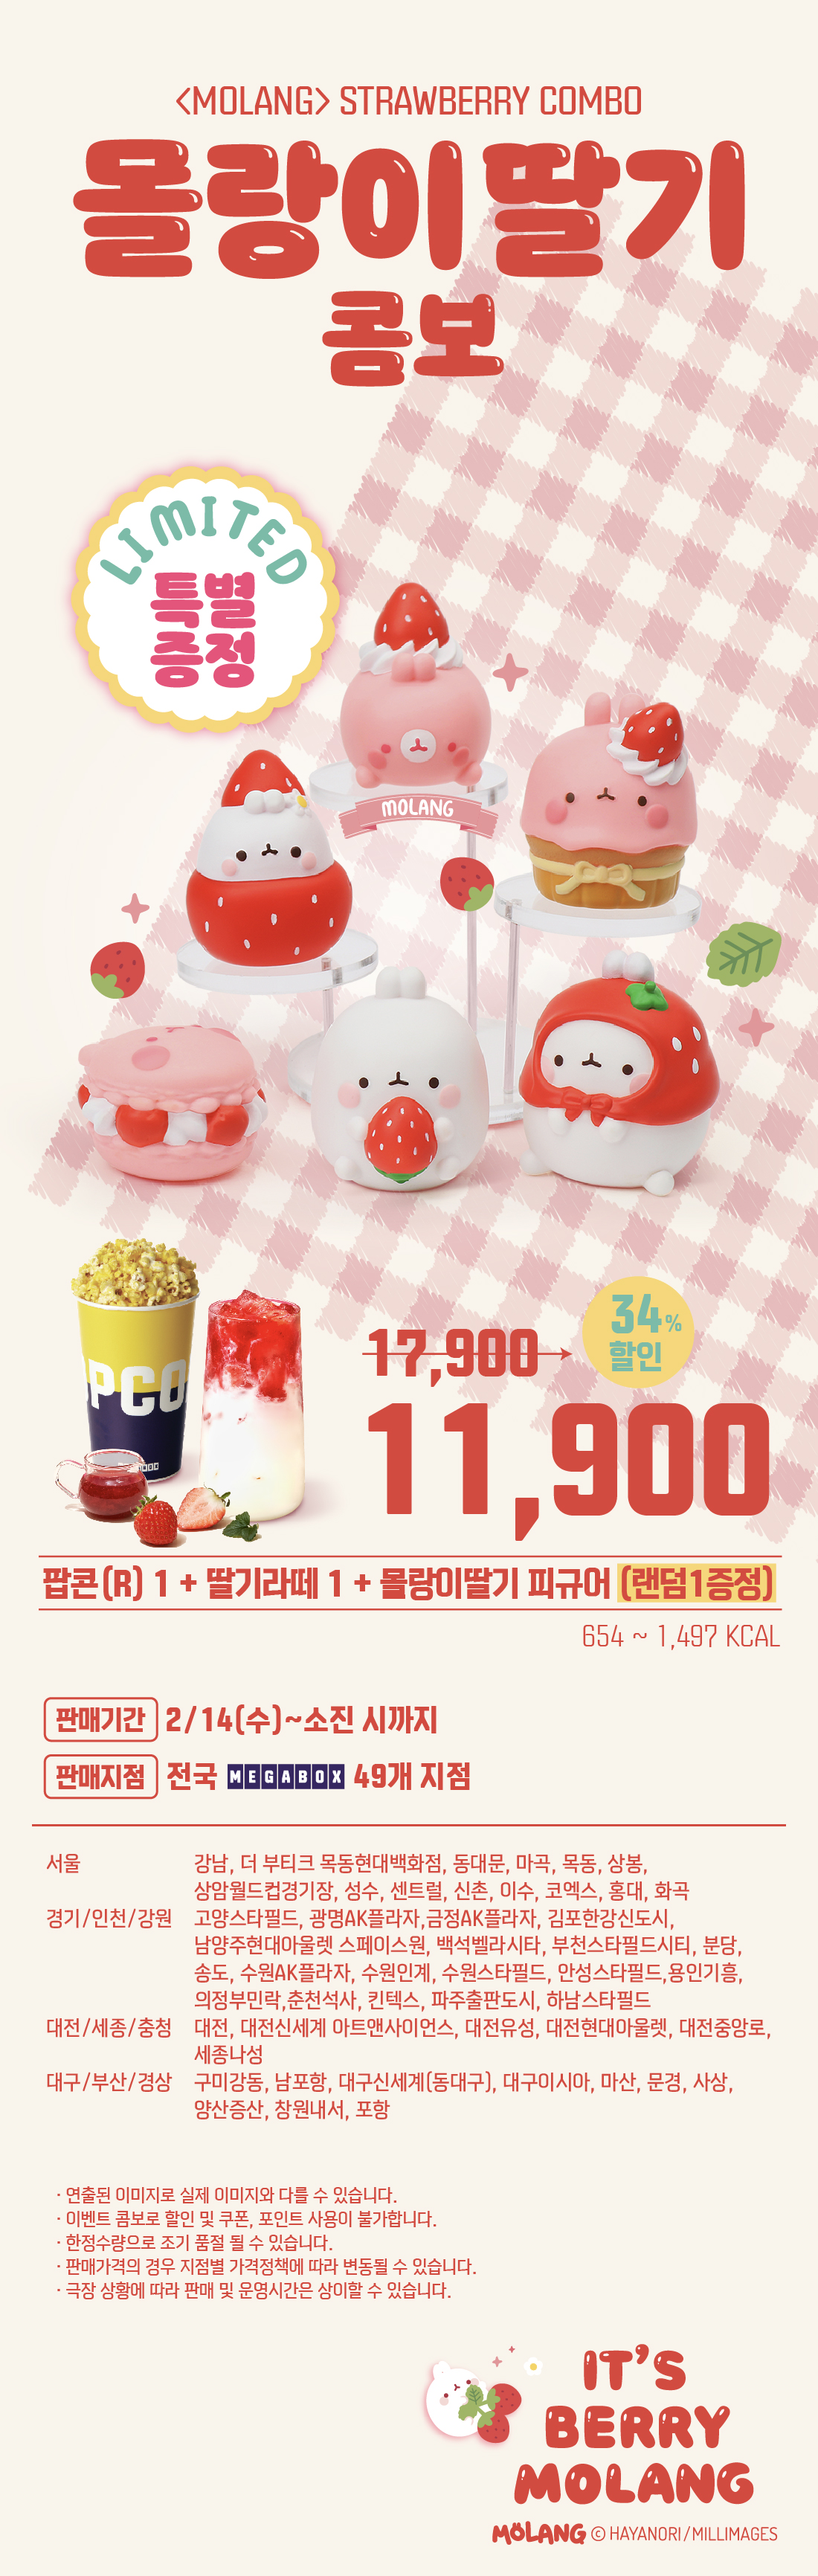 <MOLANG> STRAWBERRY COMBO
몰랑이딸기
콤보
LIMITED
특별
증정
MOLANG
PCO
17,900
34%
할인
11,900
팝콘(R) 1 + 딸기라떼 1 + 몰랑이딸기 피규어 (랜덤1증정)
654 ~ 1,497 KCAL
판매기간 2/14(수)~소진 시까지
판매지점 전국 MEGABOX 49개 지점
서울 강남, 더 부티크 목동현대백화점, 동대문, 마곡, 목동, 상봉,
상암월드컵경기장, 성수, 센트럴, 신촌, 이수, 코엑스, 홍대, 화곡
경기/인천/강원 고양스타필드, 광명AK플라자,금정AK플라자, 김포한강신도시,
남양주현대아울렛 스페이스원, 백석벨라시타, 부천스타필드시티, 분당,
송도, 수원AK플라자, 수원인계, 수원스타필드, 안성스타필드,용인기흥,
의정부민락,춘천석사, 킨텍스, 파주출판도시, 하남스타필드
대전/세종/충청 대전, 대전신세계 아트앤사이언스, 대전유성, 대전현대아울렛, 대전중앙로,
세종나성
대구/부산/경상 구미강동, 남포항, 대구신세계(동대구), 대구이시아, 마산, 문경, 사상,
양산증산, 창원내서, 포항
· 연출된 이미지로 실제 이미지와 다를 수 있습니다.
· 이벤트 콤보로 할인 및 쿠폰, 포인트 사용이 불가합니다.
· 한정수량으로 조기 품절 될 수 있습니다.
· 판매가격의 경우 지점별 가격정책에 따라 변동될 수 있습니다.
· 극장 상황에 따라 판매 및 운영시간은 상이할 수 있습니다.
IT'S
BERRY
MOLANG
MOLANG © HAYANORI/MILLIMAGES